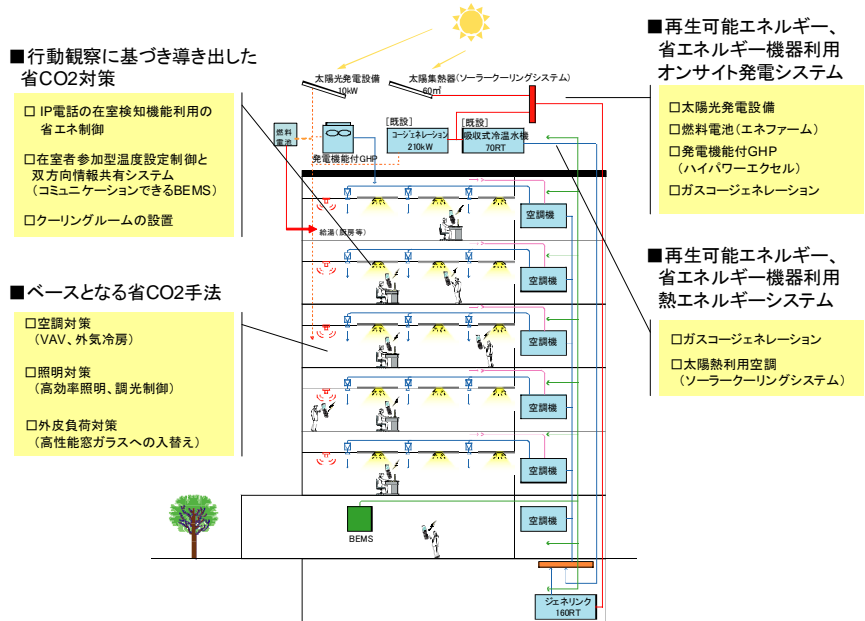 ■行動観察に基づき導き出した
省CO2対策
□ IP電話の在室検知機能利用の
省エネ制御
□在室者参加型温度設定制御と
双方向情報共有システム
(コミュニケーションできるBEMS)
□クーリングルームの設置
■ベースとなる省CO2手法
□空調対策
(VAV、外気冷房)
□照明対策
(高効率照明、調光制御)
□外皮負荷対策
(高性能窓ガラスへの入替え)
太陽光発電設備
10kW
太陽集熱器(ソーラークーリングシステム)
60㎡
燃料
電池
発電機能付GHP
[既設]
コージェネレーション
210kW
[既設]
吸収式冷温水機
70RT
給湯(厨房等)
空調機
空調機
空調機
空調機
空調機
空調機
BEMS
ジェネリンク
160RT
■再生可能エネルギー、
省エネルギー機器利用
オンサイト発電システム
□太陽光発電設備
□燃料電池(エネファーム)
□発電機能付GHP
(ハイパワーエクセル)
□ガスコージェネレーション
■再生可能エネルギー、
省エネルギー機器利用
熱エネルギーシステム
□ガスコージェネレーション
□太陽熱利用空調
(ソーラークーリングシステム)